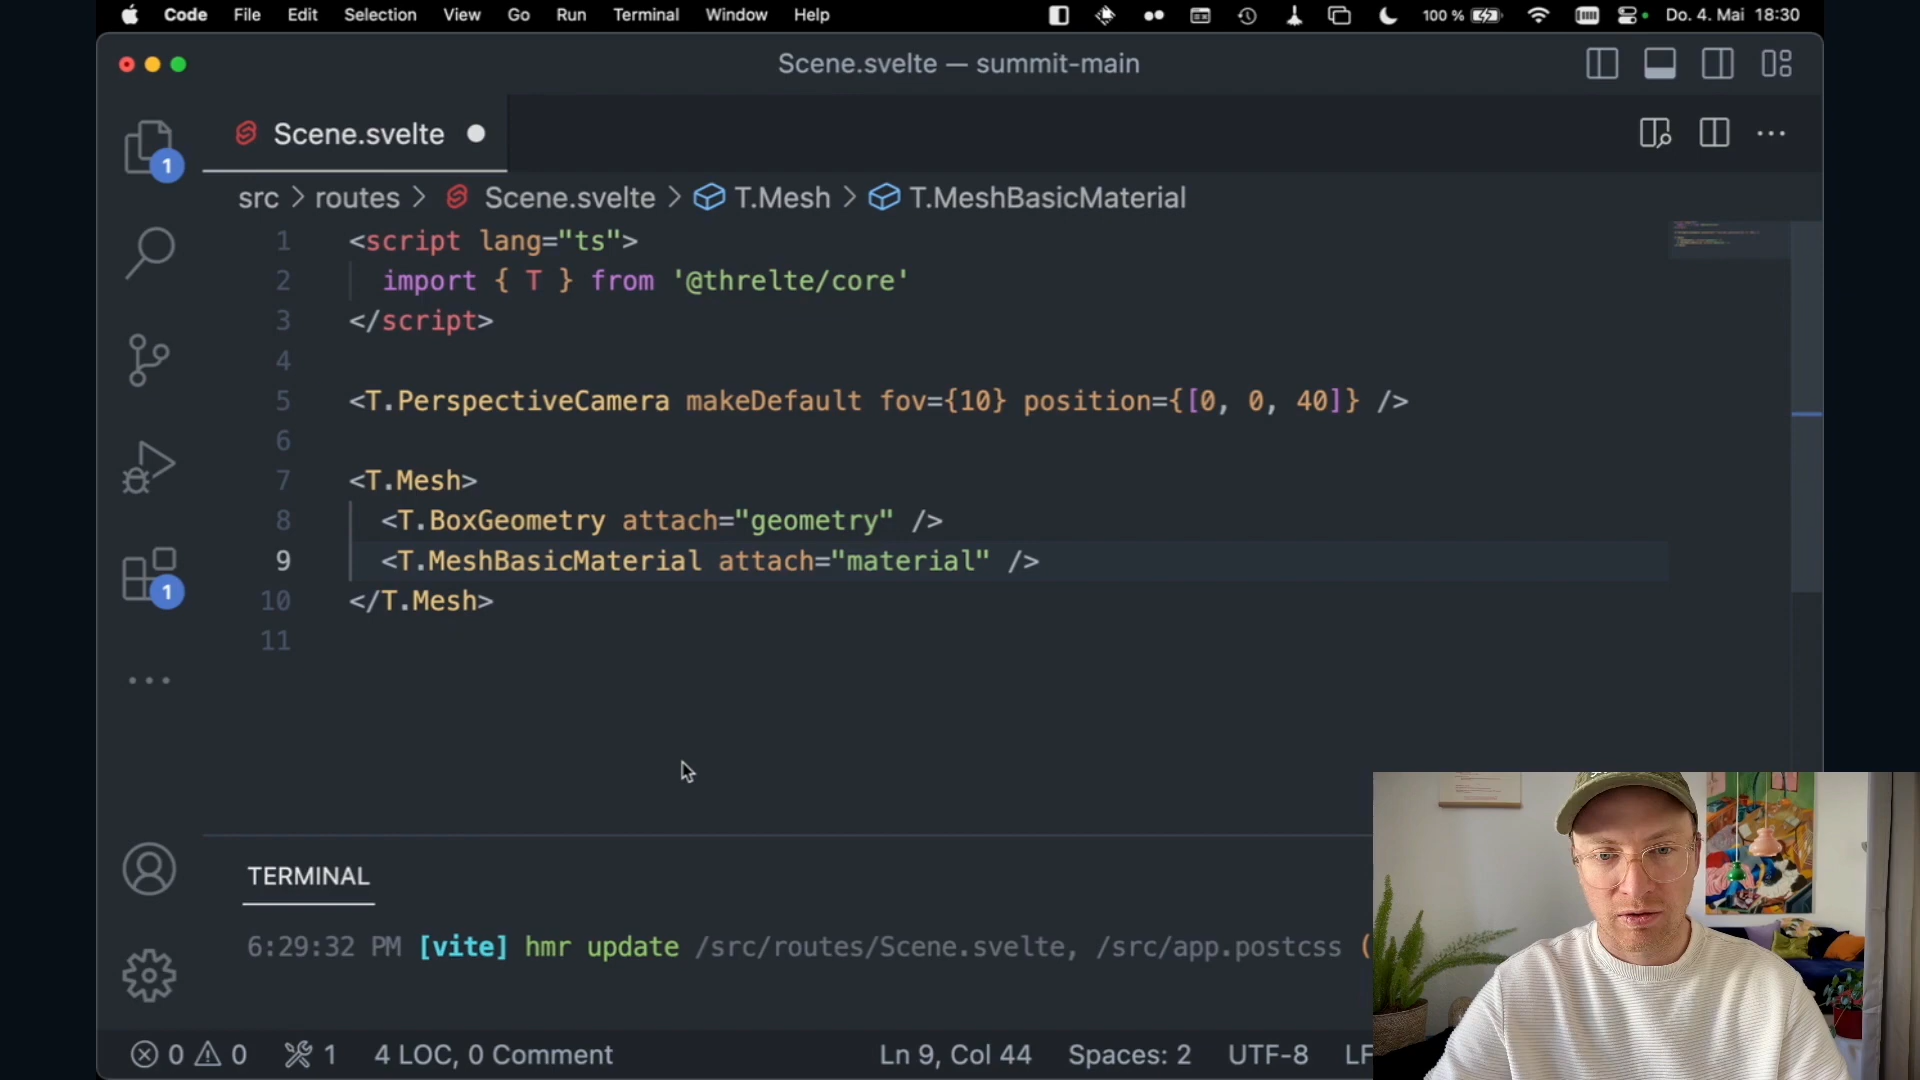 Code File Edit Selection View Go Run Terminal Window Help 100 % Do. 4. Mai 18:30
Scene.svelte — summit-main
Scene.svelte
1
src > routes > Scene.svelte > T.Mesh > T.MeshBasicMaterial
1 <script lang="ts">
2 import { T } from '@threlte/core'
3 </script>
4
5 <T.PerspectiveCamera makeDefault fov={10} position={[0, 0, 40]} />
6
7 <T.Mesh>
8 <T.BoxGeometry attach="geometry" />
9 <T.MeshBasicMaterial attach="material" />
1
10 </T.Mesh>
11
TERMINAL
6:29:32 PM [vite] hmr update /src/routes/Scene.svelte, /src/app.postcss (
0 0 1 4 LOC, 0 Comment Ln 9, Col 44 Spaces: 2 UTF-8 LF